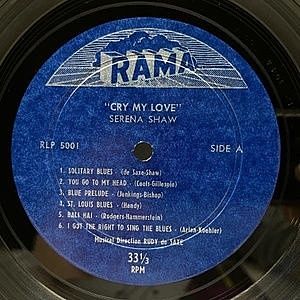 RAMA
"CRY MY LOVE"
SERENA SHAW
RLP 5001
SIDE A
1. SOLITARY BLUES - (de Saxe-Shaw)
2. YOU GO TO MY HEAD - (Coots-Gillespie)
3. BLUE PRELUDE - (Jenkings-Bishop)
4. ST. LOUIS BLUES - (Handy)
5. BALI HAI - (Rodgers-Hammerstein)
6. I GOT THE RIGHT TO SING THE BLUES - (Arlen-Koehler)
Musical Direction RUDY de SAXE
33⅓
RPM